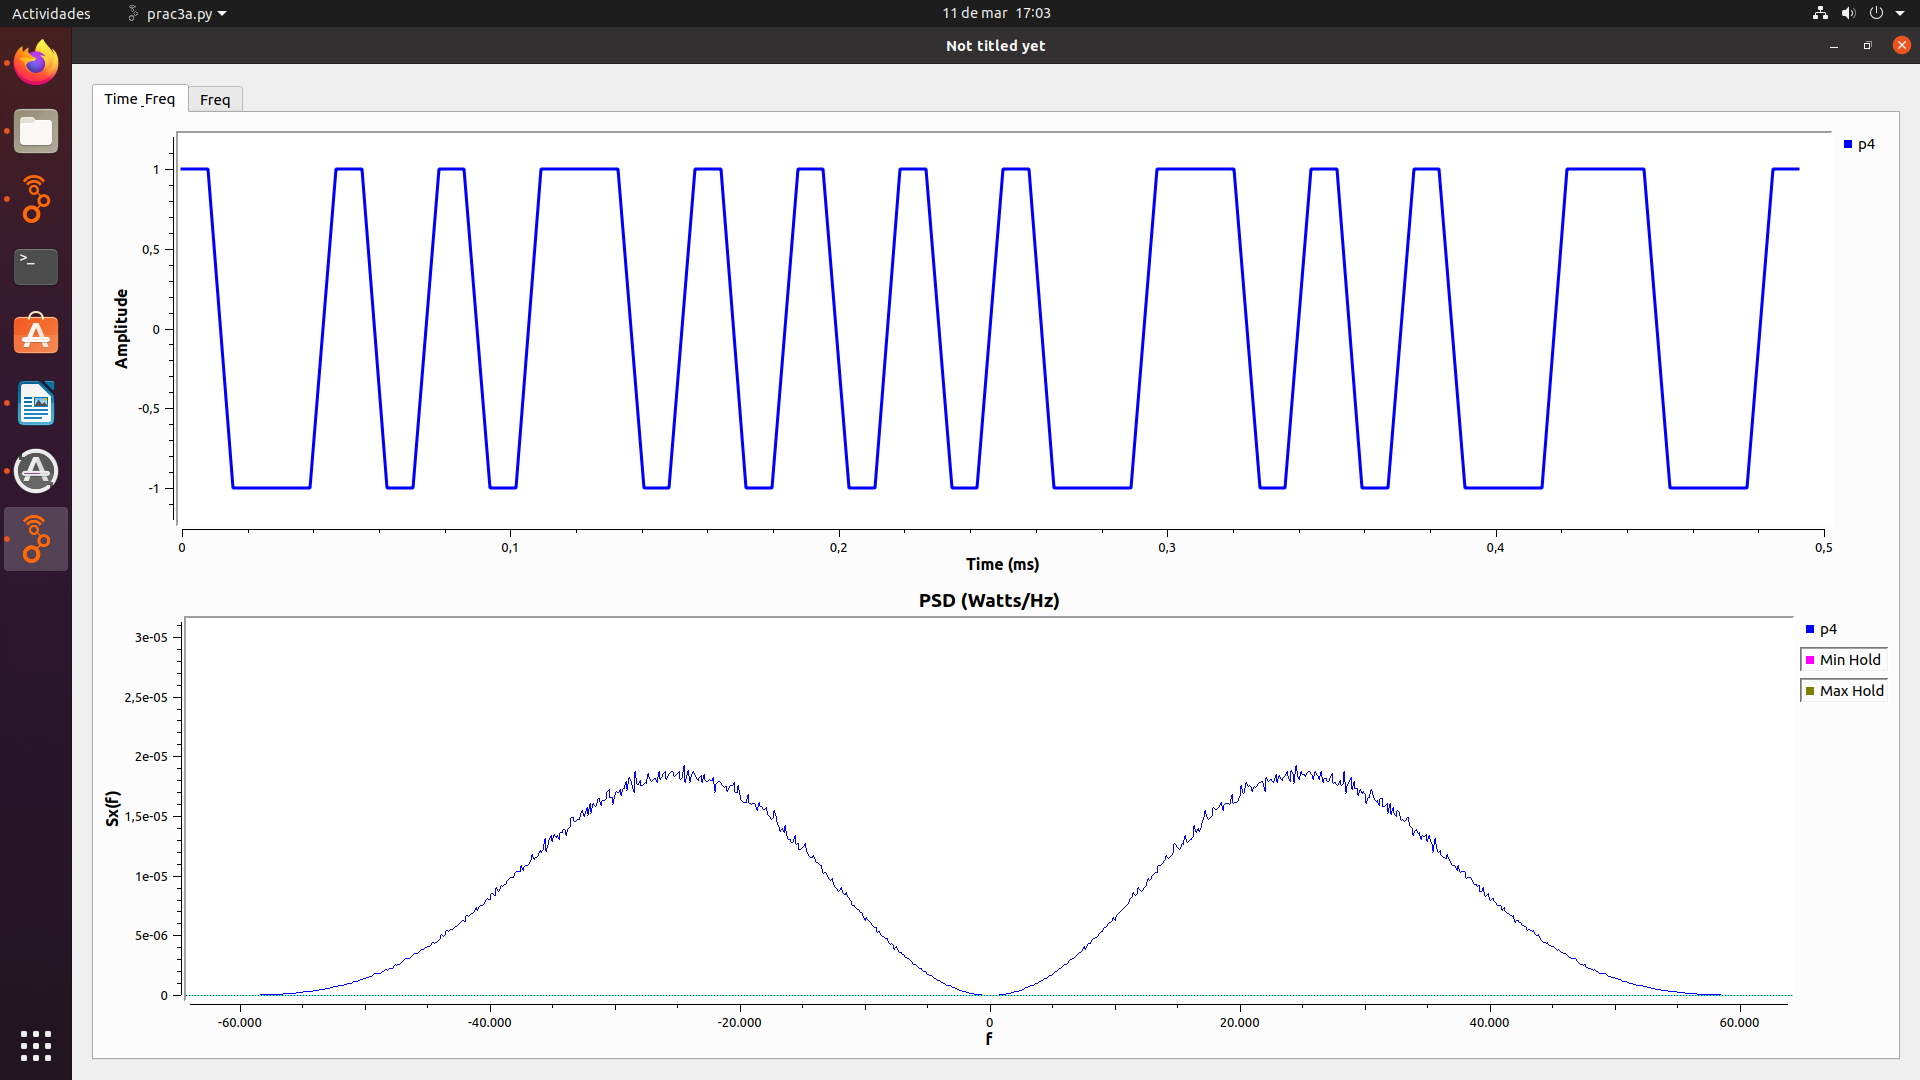 Actividades prac3a.py 11 de mar 17:03
Not titled yet
Time_Freq Freq
p4
1
0,5
0
-0,5
-1
Amplitude
0 0,1 0,2 0,3 0,4 0,5
Time (ms)
PSD (Watts/Hz)
p4
Min Hold
Max Hold
3e-05
2,5e-05
2e-05
1,5e-05
1e-05
5e-06
0
Sx(f)
-60.000 -40.000 -20.000 0 20.000 40.000 60.000
f